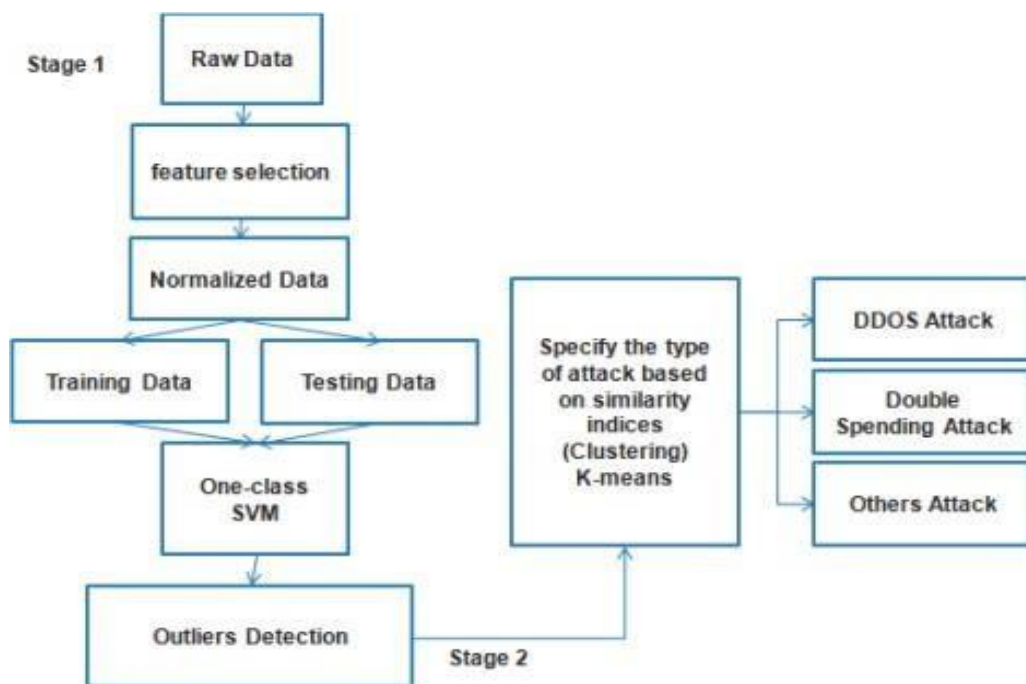 Stage 1
Raw Data
feature selection
Normalized Data
Training Data
Testing Data
One-class
SVM
Outliers Detection
Stage 2
Specify the type
of attack based
on similarity
indices
(Clustering)
K-means
DDOS Attack
Double
Spending Attack
Others Attack